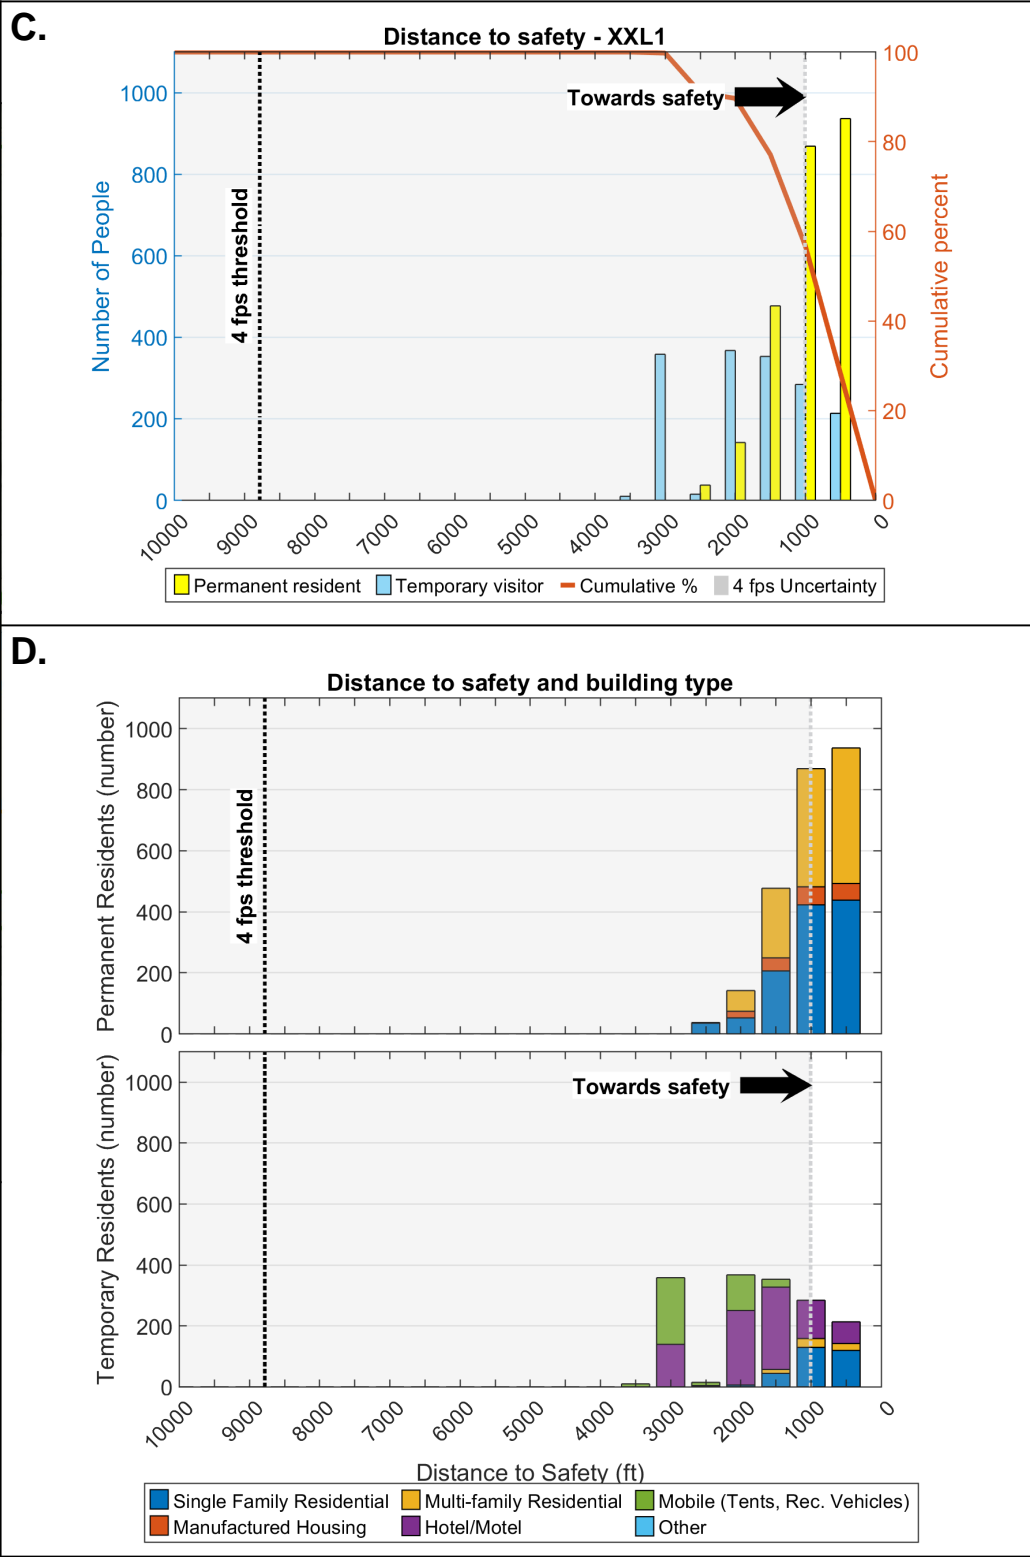 C.
Distance to safety - XXL1
Towards safety
4 fps threshold
Number of People
Cumulative percent
1000
800
600
400
200
0
100
80
60
40
20
0
10000 9000 8000 7000 6000 5000 4000 3000 2000 1000 0
Permanent resident Temporary visitor Cumulative % 4 fps Uncertainty
D.
Distance to safety and building type
4 fps threshold
Permanent Residents (number)
1000
800
600
400
200
0
Towards safety
Temporary Residents (number)
1000
800
600
400
200
0
10000 9000 8000 7000 6000 5000 4000 3000 2000 1000 0
Distance to Safety (ft)
Single Family Residential Multi-family Residential Mobile (Tents, Rec. Vehicles)
Manufactured Housing Hotel/Motel Other